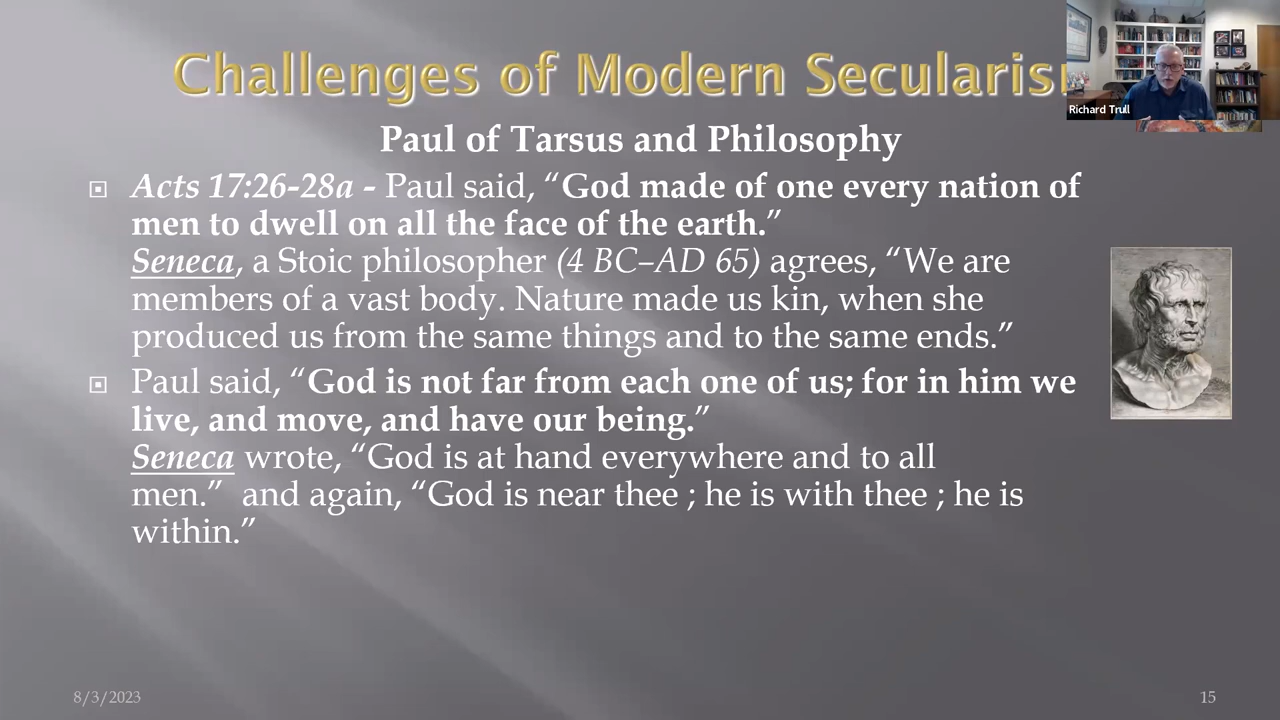 Challenges of Modern Secularis
Richard Trull
Paul of Tarsus and Philosophy
Acts 17:26-28a - Paul said, “God made of one every nation of
men to dwell on all the face of the earth.”
Seneca, a Stoic philosopher (4 BC–AD 65) agrees, “We are
members of a vast body. Nature made us kin, when she
produced us from the same things and to the same ends.”
Paul said, “God is not far from each one of us; for in him we
live, and move, and have our being.”
Seneca wrote, “God is at hand everywhere and to all
men.”  and again, “God is near thee ; he is with thee ; he is
within.”
8/3/2023
15